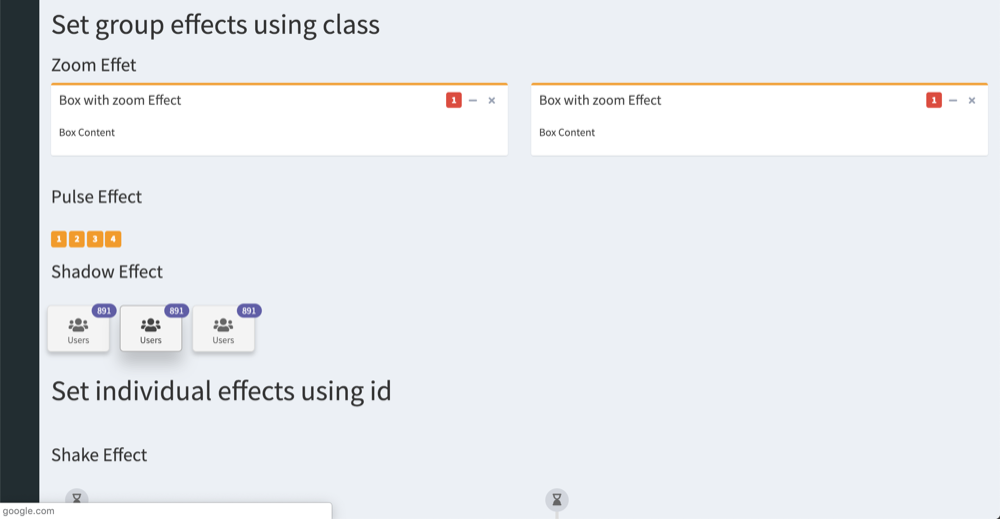 Set group effects using class
Zoom Effet
Box with zoom Effect 1 − ×
Box Content
Box with zoom Effect 1 − ×
Box Content
Pulse Effect
1 2 3 4
Shadow Effect
891 891 891
Users Users Users
Set individual effects using id
Shake Effect
google.com